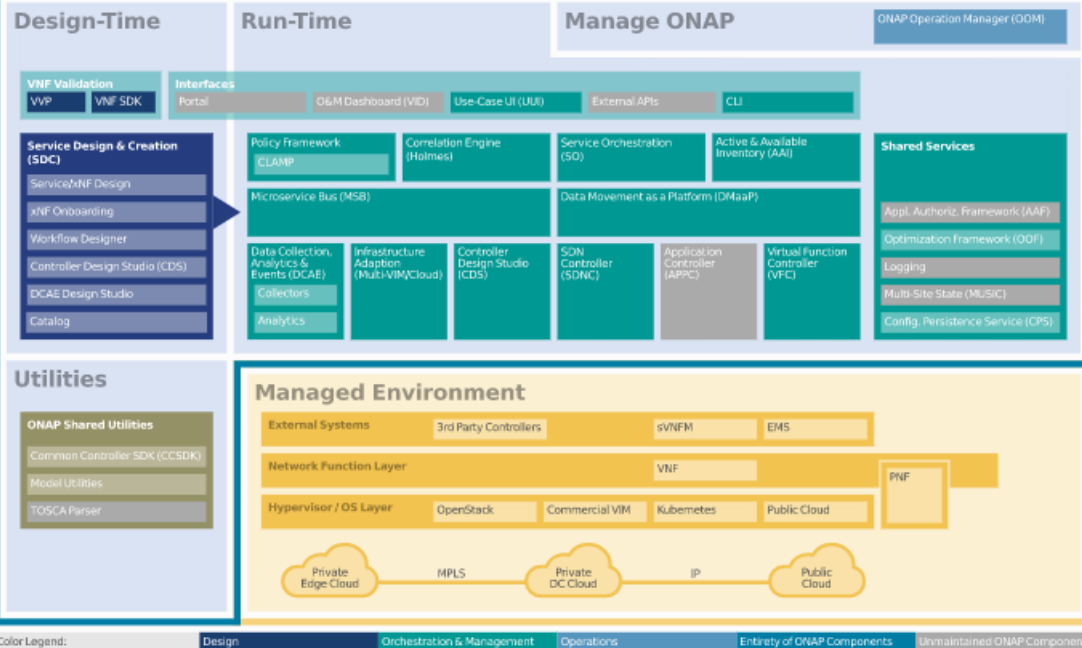 Design-Time
Run-Time
Manage ONAP
ONAP Operation Manager (OOM)
VNF Validation
VVP
VNF SDK
Interfaces
Portal
O&M Dashboard (VID)
Use-Case UI (UUI)
External APIs
CLI
Service Design & Creation
(SDC)
Service/xNF Design
xNF Onboarding
Workflow Designer
Controller Design Studio (CDS)
DCAE Design Studio
Catalog
Policy Framework
CLAMP
Correlation Engine
(Holmes)
Service Orchestration
(SO)
Active & Available
Inventory (AAI)
Microservice Bus (MSB)
Data Movement as a Platform (DMaaP)
Data Collection,
Analytics &
Events (DCAE)
Collectors
Analytics
Infrastructure
Adaption
(Multi-VIM/Cloud)
Controller
Design Studio
(CDS)
SDN
Controller
(SDNC)
Application
Controller
(APPC)
Virtual Function
Controller
(VFC)
Shared Services
Appl. Authoriz. Framework (AAF)
Optimization Framework (OOF)
Logging
Multi-Site State (MUSIC)
Config. Persistence Service (CPS)
Utilities
ONAP Shared Utilities
Common Controller SDK (CCSDK)
Model Utilities
TOSCA Parser
Managed Environment
External Systems
3rd Party Controllers
sVNFM
EMS
Network Function Layer
VNF
PNF
Hypervisor / OS Layer
OpenStack
Commercial VIM
Kubernetes
Public Cloud
Private
Edge Cloud
MPLS
Private
DC Cloud
IP
Public
Cloud
Color Legend:
Design
Orchestration & Management
Operations
Entirety of ONAP Components
Unmaintained ONAP Componen